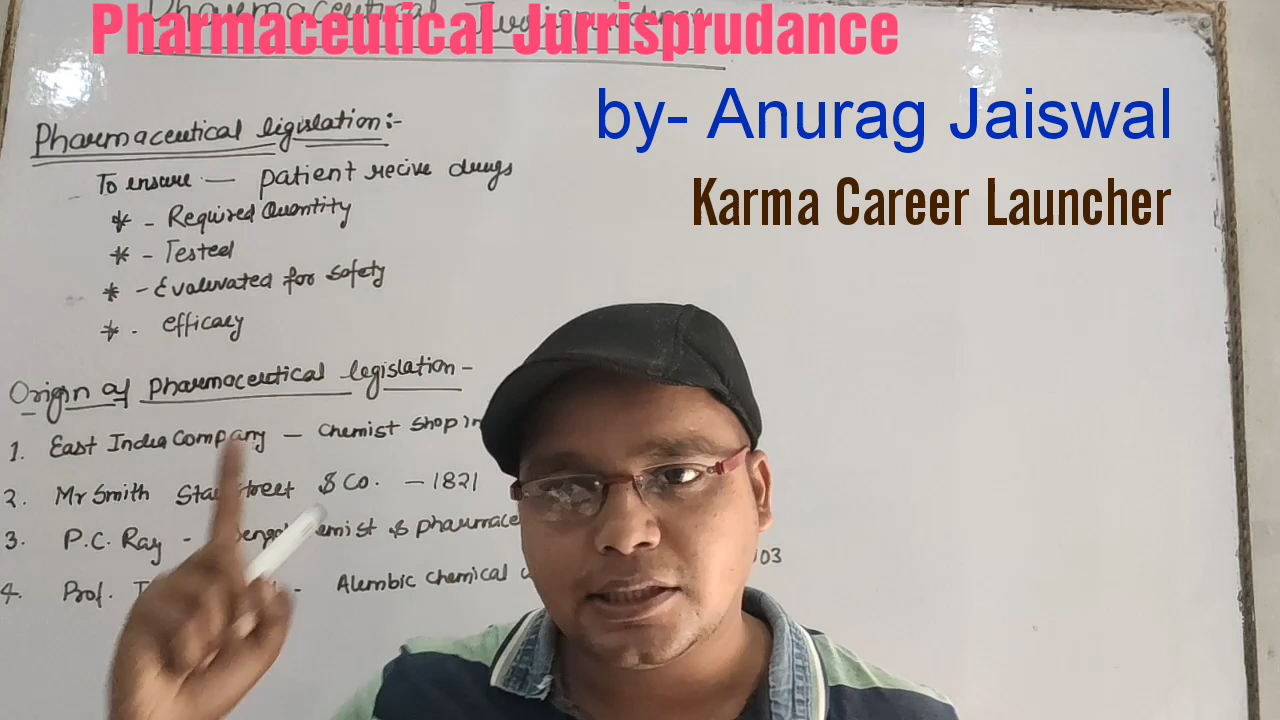 Pharmaceutical Jurrisprudance
by- Anurag Jaiswal
Karma Career Launcher
Pharmaceutical legislation:-
To ensure - patient recive drugs
* - Required Quantity
* - Tested
* - Evaluvated for safety
* - efficacy
Origin of pharmaceutical legislation -
1. East India Company - Chemist Shop in
2. Mr Smith Street & Co. - 1821
3. P.C. Ray -
4. Prof. - Alembic chemical